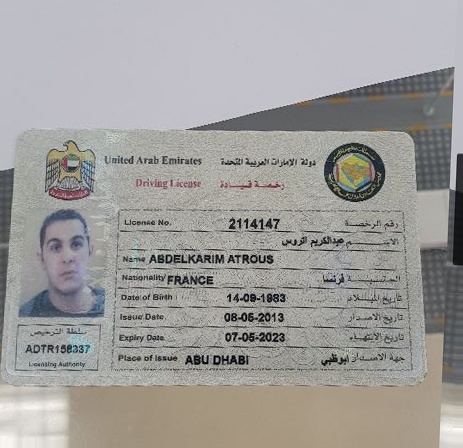 United Arab Emirates دولة الامارات العربية المتحدة
Driving License رخصة قيادة
License No. 2114147 رقم الرخصة
الاسم عبدالكريم اتروس
Name ABDELKARIM ATROUS
Nationality FRANCE فرنسا الجنسية
Date of Birth 14-09-1983 تاريخ الميلاد
Issue Date 08-05-2013 تاريخ الاصدار
Expiry Date 07-05-2023 تاريخ الانتهاء
Place of Issue ABU DHABI ابوظبي جهة الاصدار
سلطة الترخيص
ADTR158337
Licensing Authority